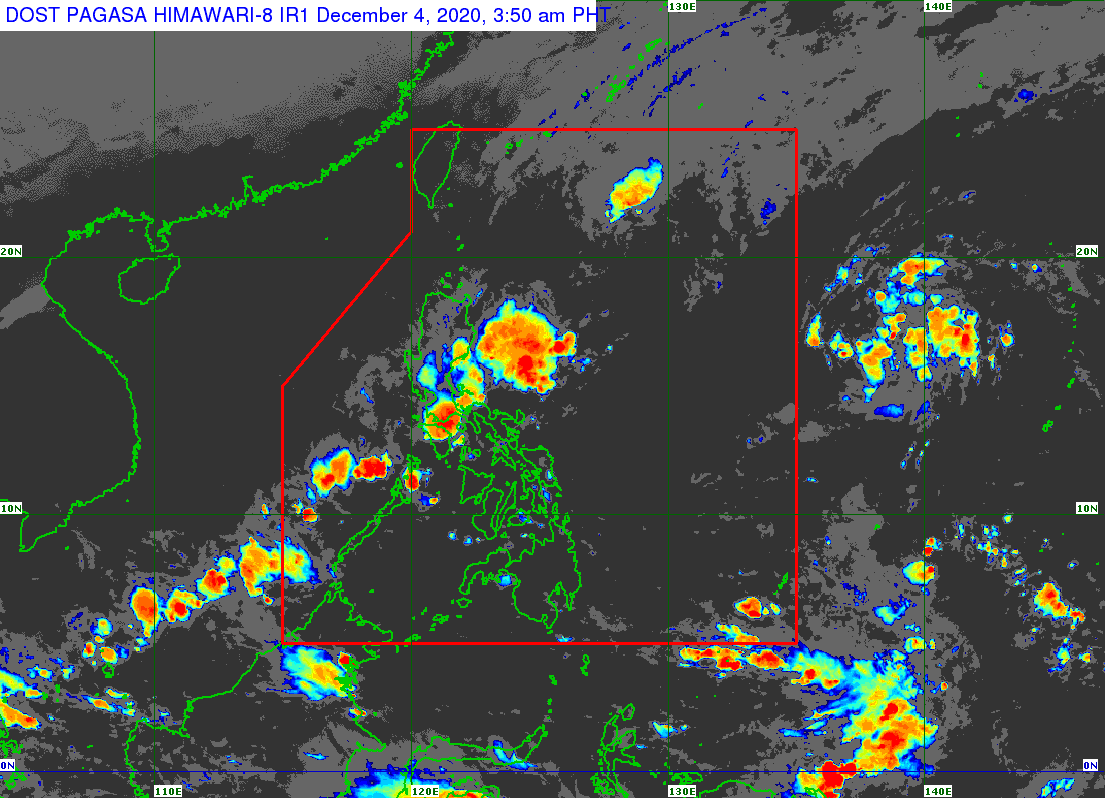 DOST PAGASA HIMAWARI-8 IR1 December 4, 2020, 3:50 am PHT
130E
140E
20N
20N
10N
10N
0N
0N
110E
120E
130E
140E